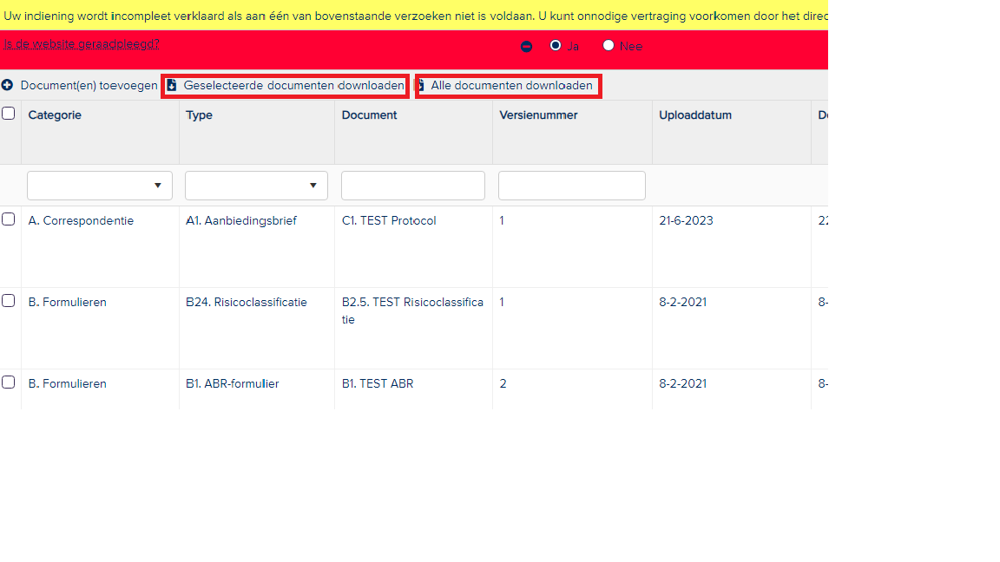 Uw indiening wordt incompleet verklaard als aan één van bovenstaande verzoeken niet is voldaan. U kunt onnodige vertraging voorkomen door het direc
Is de website geraadpleegd? Ja Nee
Document(en) toevoegen Geselecteerde documenten downloaden Alle documenten downloaden
Categorie Type Document Versienummer Uploaddatum
A. Correspondentie A1. Aanbiedingsbrief C1. TEST Protocol 1 21-6-2023 22
B. Formulieren B24. Risicoclassificatie B2.5. TEST Risicoclassifica 1 8-2-2021 8-
tie
B. Formulieren B1. ABR-formulier B1. TEST ABR 2 8-2-2021 8-